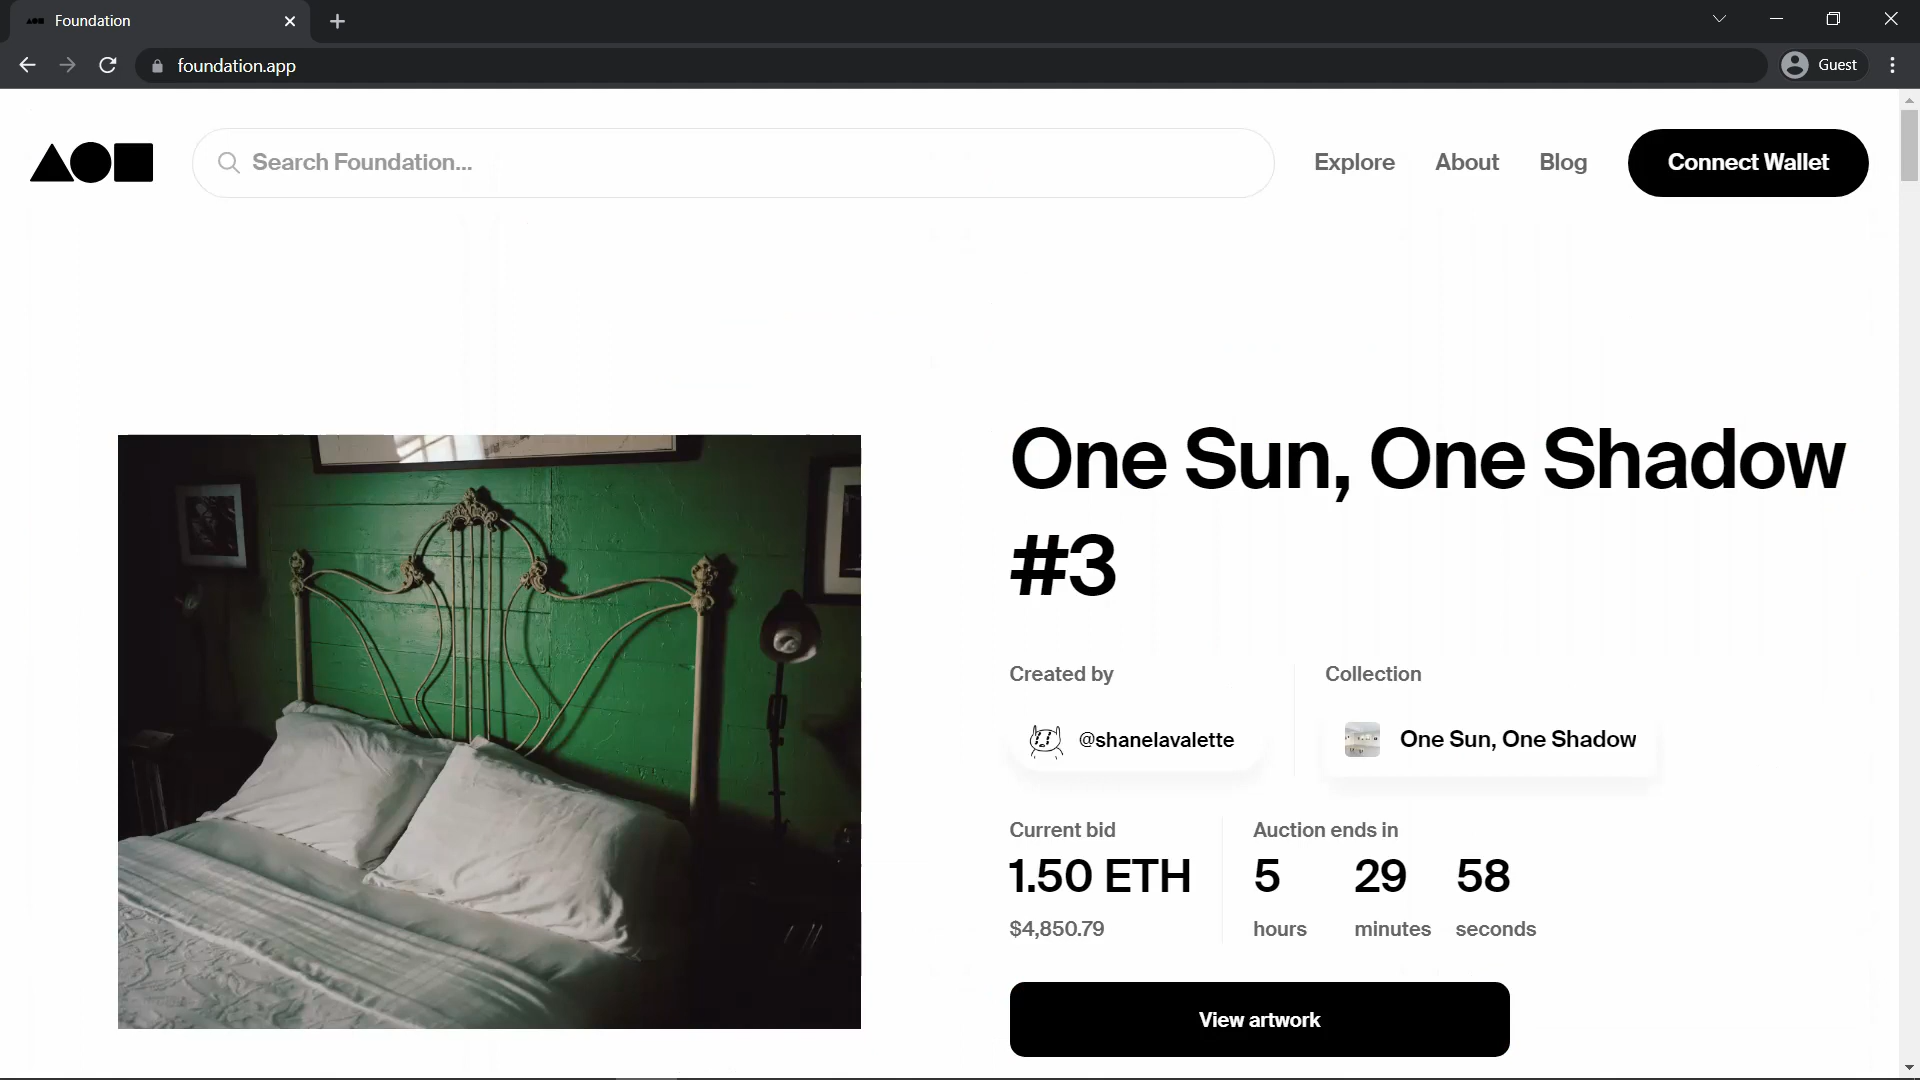 Foundation
foundation.app
Guest
Search Foundation...
Explore
About
Blog
Connect Wallet
One Sun, One Shadow
#3
Created by
Collection
@shanelavalette
One Sun, One Shadow
Current bid
Auction ends in
1.50 ETH
5
29
58
$4,850.79
hours
minutes
seconds
View artwork